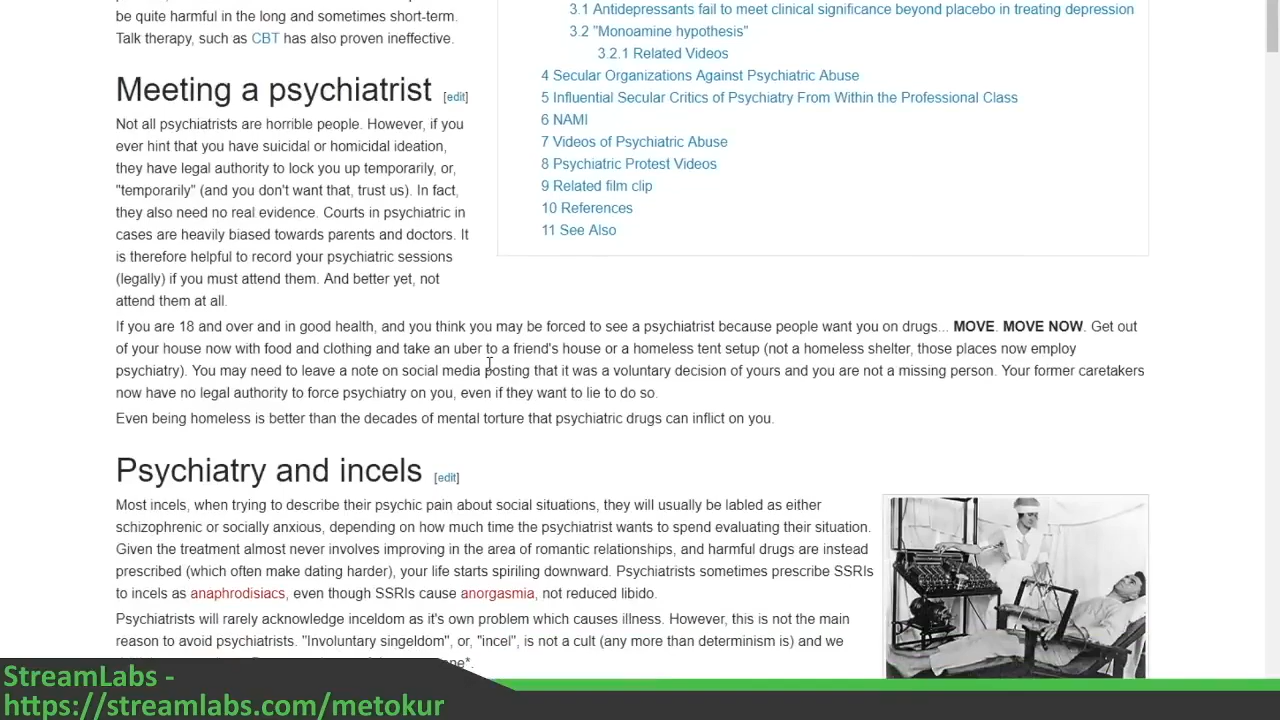 be quite harmful in the long and sometimes short-term.
Talk therapy, such as CBT has also proven ineffective.
3.1 Antidepressants fail to meet clinical significance beyond placebo in treating depression
3.2 "Monoamine hypothesis"
3.2.1 Related Videos
4 Secular Organizations Against Psychiatric Abuse
5 Influential Secular Critics of Psychiatry From Within the Professional Class
6 NAMI
7 Videos of Psychiatric Abuse
8 Psychiatric Protest Videos
9 Related film clip
10 References
11 See Also
Meeting a psychiatrist [edit]
Not all psychiatrists are horrible people. However, if you
ever hint that you have suicidal or homicidal ideation,
they have legal authority to lock you up temporarily, or,
"temporarily" (and you don't want that, trust us). In fact,
they also need no real evidence. Courts in psychiatric in
cases are heavily biased towards parents and doctors. It
is therefore helpful to record your psychiatric sessions
(legally) if you must attend them. And better yet, not
attend them at all.
If you are 18 and over and in good health, and you think you may be forced to see a psychiatrist because people want you on drugs... MOVE. MOVE NOW. Get out
of your house now with food and clothing and take an uber to a friend's house or a homeless tent setup (not a homeless shelter, those places now employ
psychiatry). You may need to leave a note on social media posting that it was a voluntary decision of yours and you are not a missing person. Your former caretakers
now have no legal authority to force psychiatry on you, even if they want to lie to do so.
Even being homeless is better than the decades of mental torture that psychiatric drugs can inflict on you.
Psychiatry and incels [edit]
Most incels, when trying to describe their psychic pain about social situations, they will usually be labled as either
schizophrenic or socially anxious, depending on how much time the psychiatrist wants to spend evaluating their situation.
Given the treatment almost never involves improving in the area of romantic relationships, and harmful drugs are instead
prescribed (which often make dating harder), your life starts spiriling downward. Psychiatrists sometimes prescribe SSRIs
to incels as anaphrodisiacs, even though SSRIs cause anorgasmia, not reduced libido.
Psychiatrists will rarely acknowledge inceldom as it's own problem which causes illness. However, this is not the main
reason to avoid psychiatrists. "Involuntary singeldom", or, "incel", is not a cult (any more than determinism is) and we
StreamLabs -
https://streamlabs.com/metokur